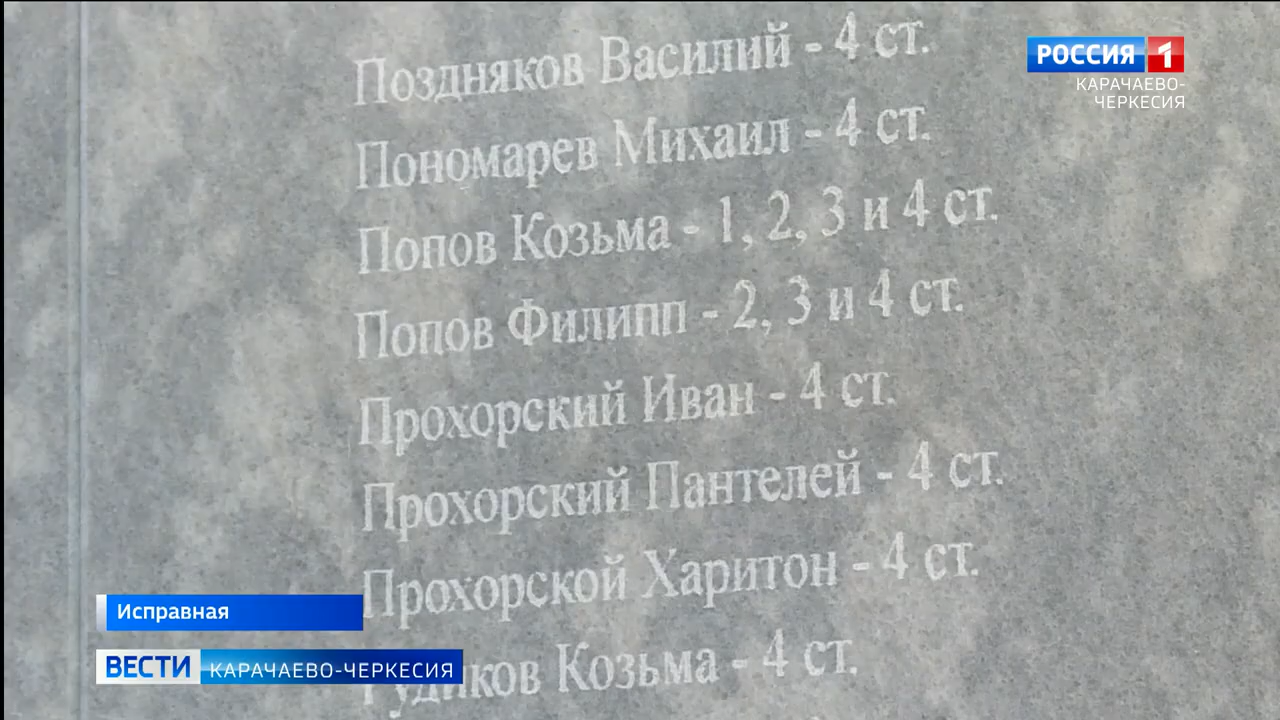 Поздняков Василий - 4 ст.
Пономарев Михаил - 4 ст.
Попов Козьма - 1, 2, 3 и 4 ст.
Попов Филипп - 2, 3 и 4 ст.
Прохорский Иван - 4 ст.
Прохорский Пантелей - 4 ст.
Прохорской Харитон - 4 ст.
Козьма - 4 ст.
РОССИЯ 1
КАРАЧАЕВО-
ЧЕРКЕСИЯ
Исправная
ВЕСТИ КАРАЧАЕВО-ЧЕРКЕСИЯ